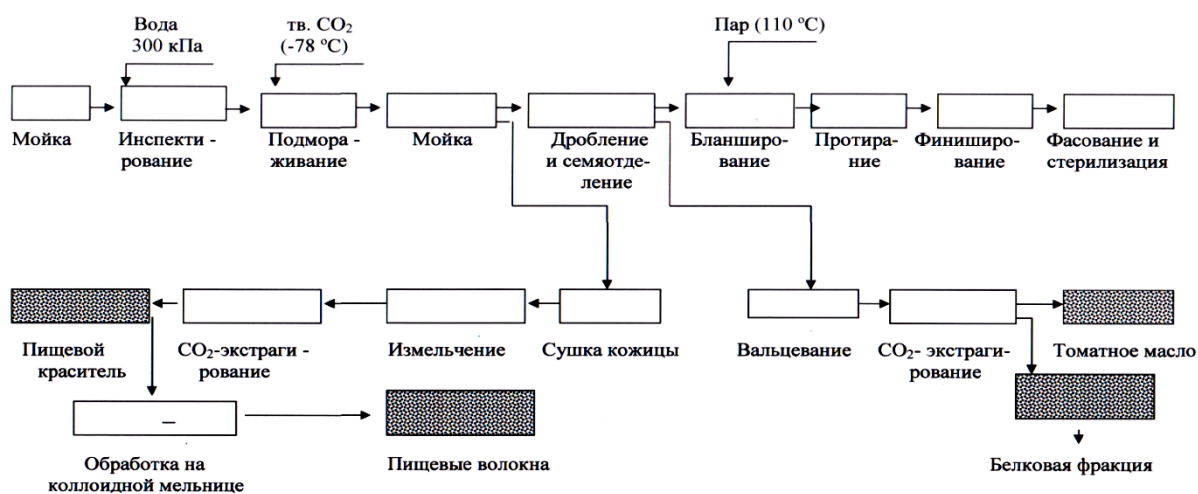 Вода
300 кПа
тв. CO₂
(-78 ºС)
Пар (110 ºС)
Мойка
Инспекти -
рование
Подмора -
живание
Мойка
Дробление
и семяотде-
ление
Бланширо-
вание
Протира-
ние
Финиширо-
вание
Фасование и
стерилизация
Пищевой
краситель
CO₂-экстраги -
рование
Измельчение
Сушка кожицы
Вальцевание
CO₂- экстраги-
рование
Томатное масло
Обработка на
коллоидной мельнице
Пищевые волокна
Белковая фракция